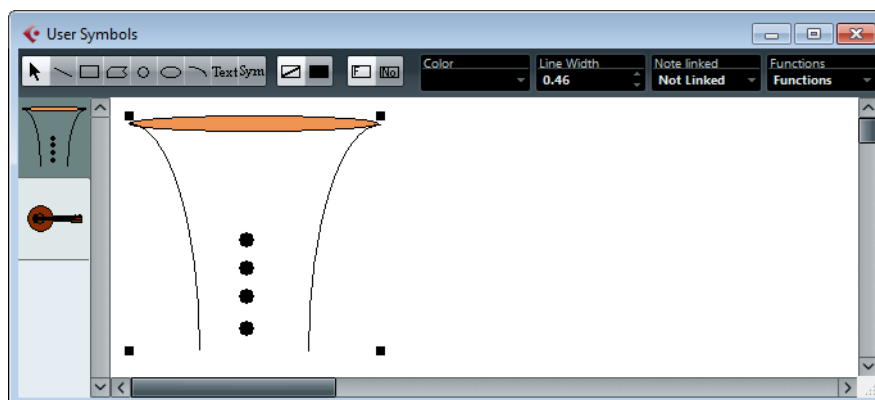 User Symbols
Text Sym F No
Color Line Width Note linked Functions
0.46 Not Linked Functions